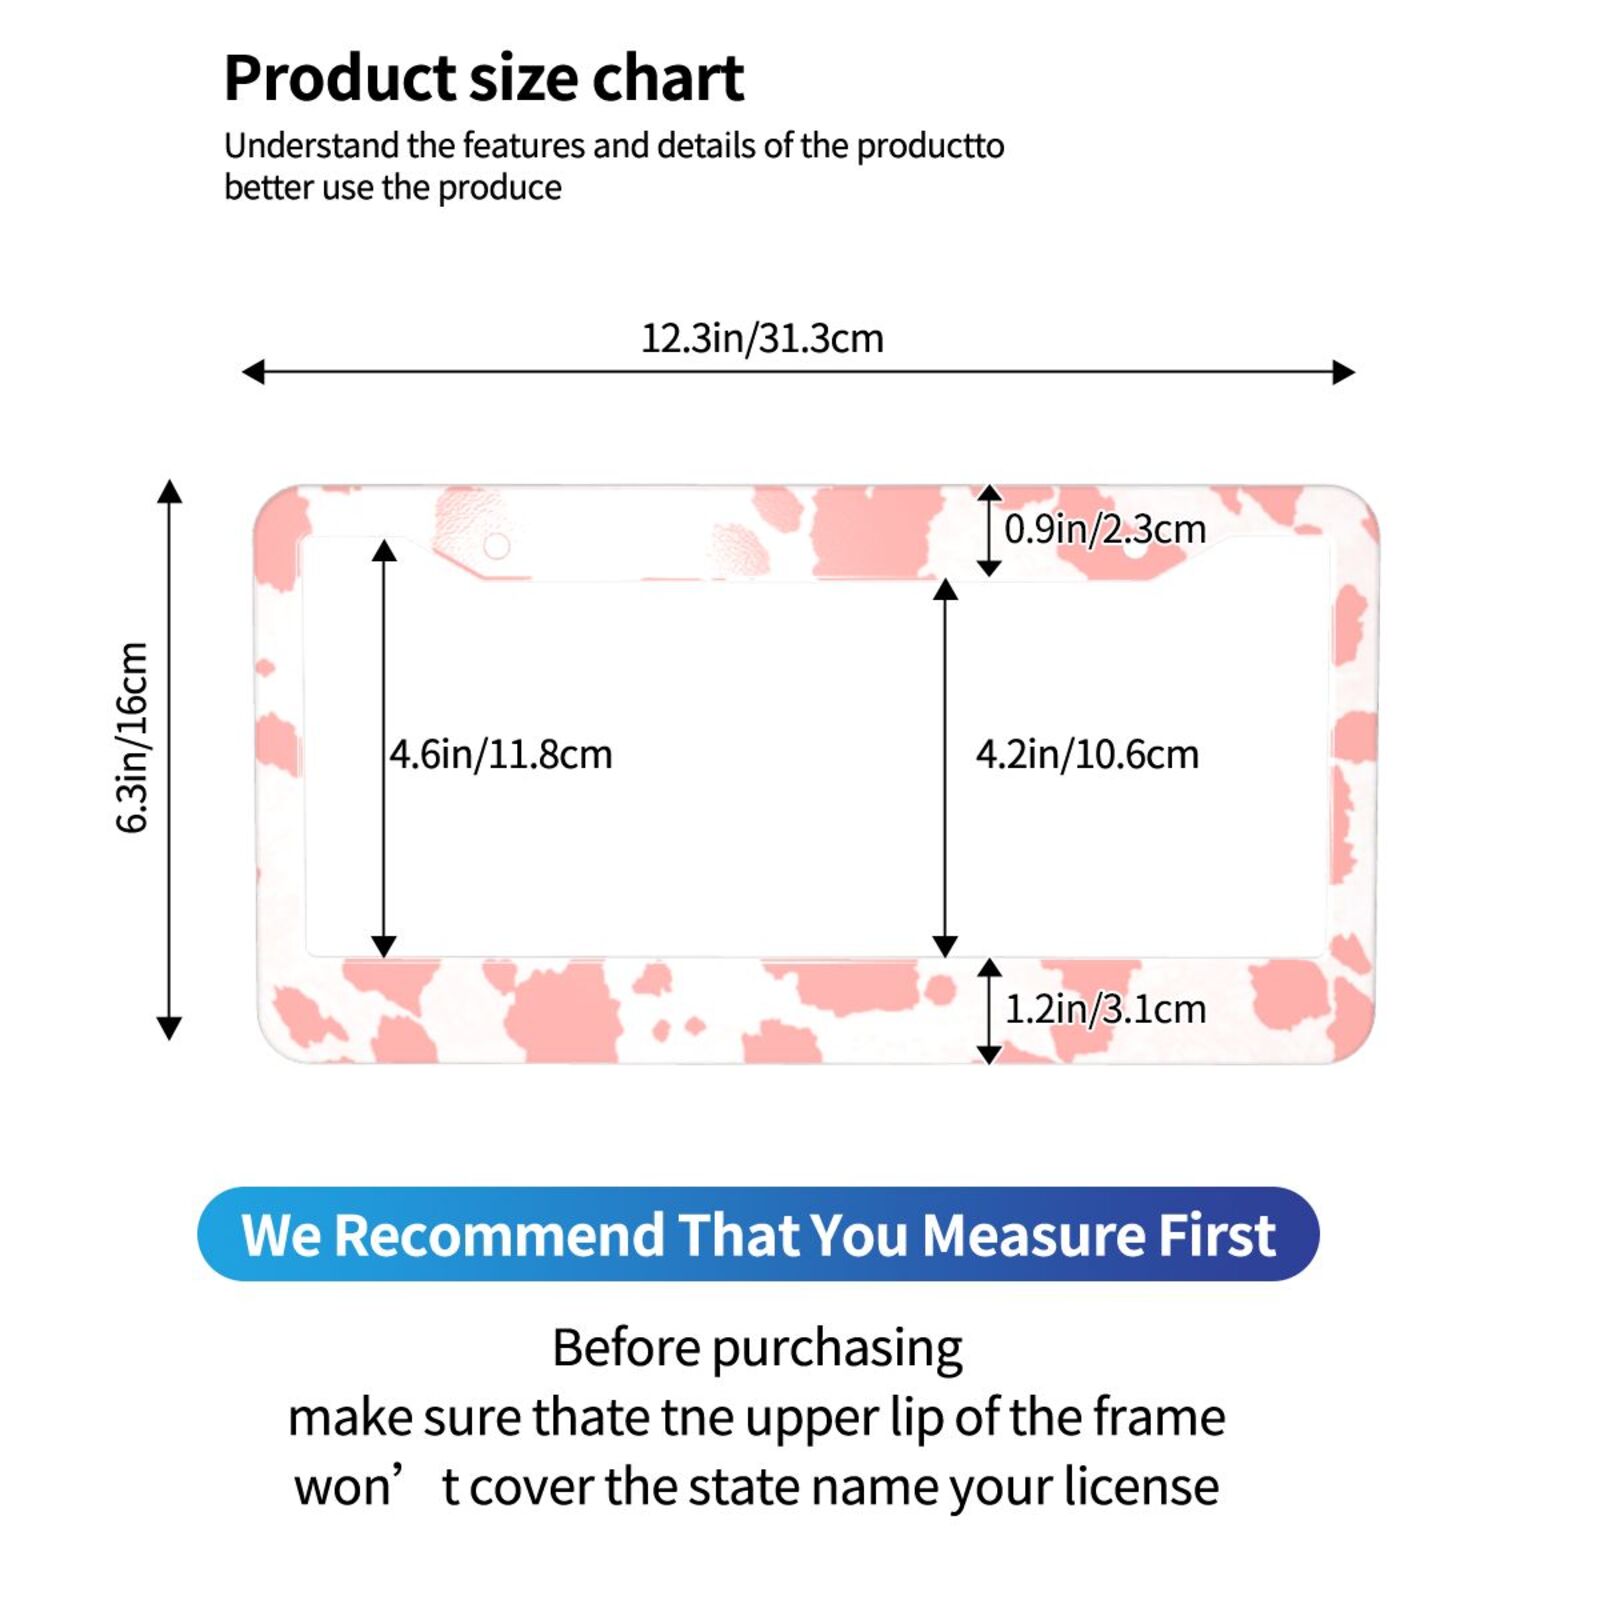 Product size chart
Understand the features and details of the productto
better use the produce
12.3in/31.3cm
0.9in/2.3cm
6.3in/16cm
4.6in/11.8cm
4.2in/10.6cm
1.2in/3.1cm
We Recommend That You Measure First
Before purchasing
make sure thate tne upper lip of the frame
won’ t cover the state name your license